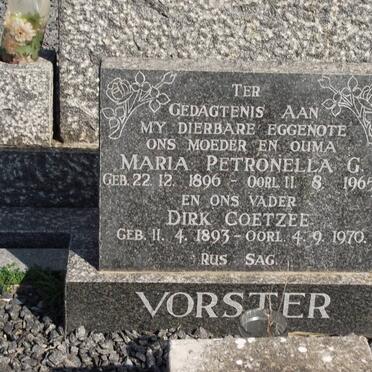 TER
GEDAGTENIS AAN
MY DIERBARE EGGENOTE
ONS MOEDER EN OUMA
MARIA PETRONELLA G.
GEB. 22. 12. 1896 - OORL. 11. 8. 1965
EN ONS VADER
DIRK COETZEE
GEB. 11. 4. 1893 - OORL. 4. 9. 1970.
RUS SAG.
VORSTER